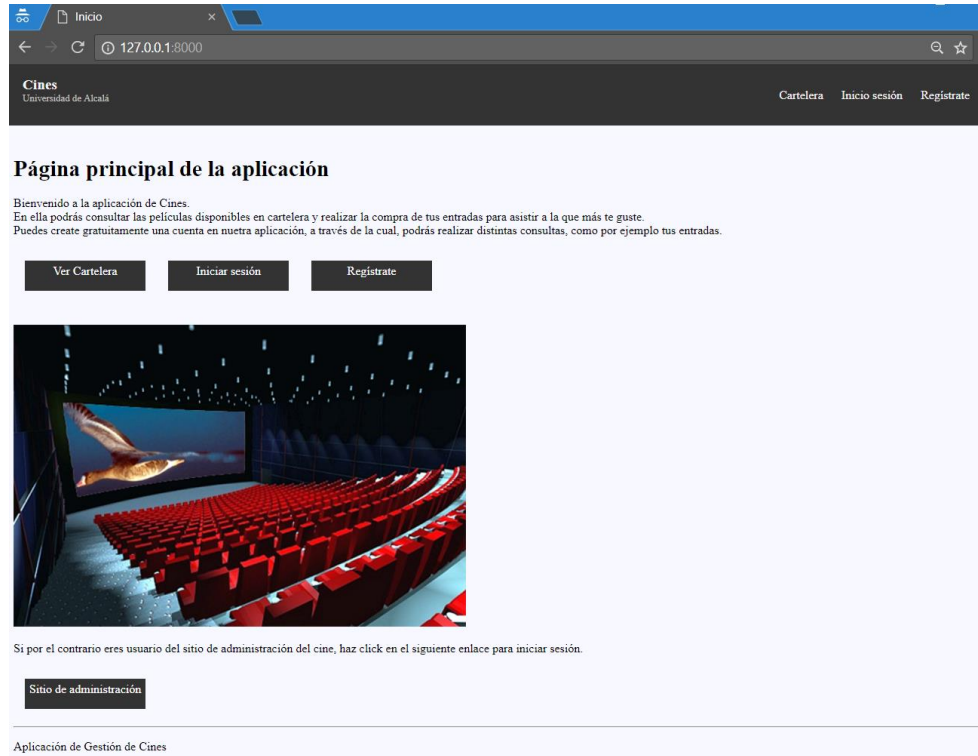 Inicio
127.0.0.1:8000
Cines
Universidad de Alcalá
Cartelera Inicio sesión Regístrate
Página principal de la aplicación
Bienvenido a la aplicación de Cines.
En ella podrás consultar las películas disponibles en cartelera y realizar la compra de tus entradas para asistir a la que más te guste.
Puedes create gratuitamente una cuenta en nuetra aplicación, a través de la cual, podrás realizar distintas consultas, como por ejemplo tus entradas.
Ver Cartelera Iniciar sesión Regístrate
Si por el contrario eres usuario del sitio de administración del cine, haz click en el siguiente enlace para iniciar sesión.
Sitio de administración
Aplicación de Gestión de Cines